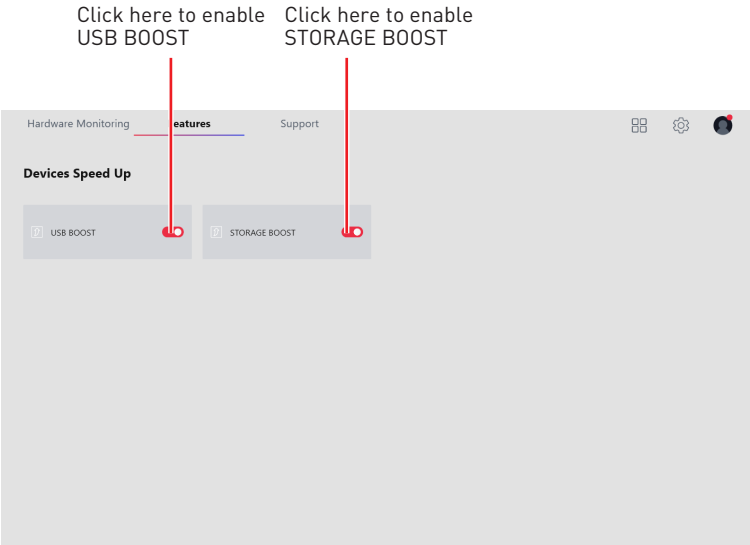 Click here to enable USB BOOST
Click here to enable STORAGE BOOST
Hardware Monitoring
eatures
Support
Devices Speed Up
USB BOOST
STORAGE BOOST